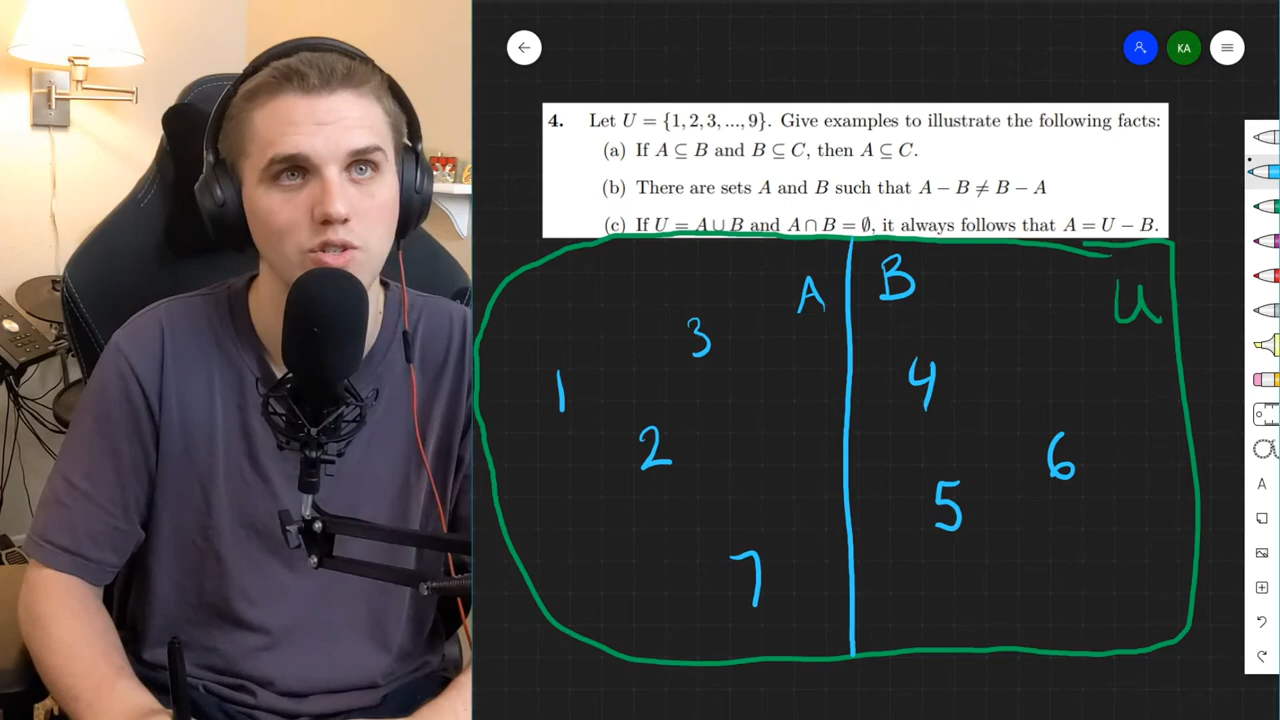 KA
4. Let U = {1, 2, 3, ..., 9}. Give examples to illustrate the following facts:
(a) If A ⊆ B and B ⊆ C, then A ⊆ C.
(b) There are sets A and B such that A − B ≠ B − A
(c) If U = A ∪ B and A ∩ B = ∅, it always follows that A = U − B.
A B U
3
1 4
2 6
5
7
A